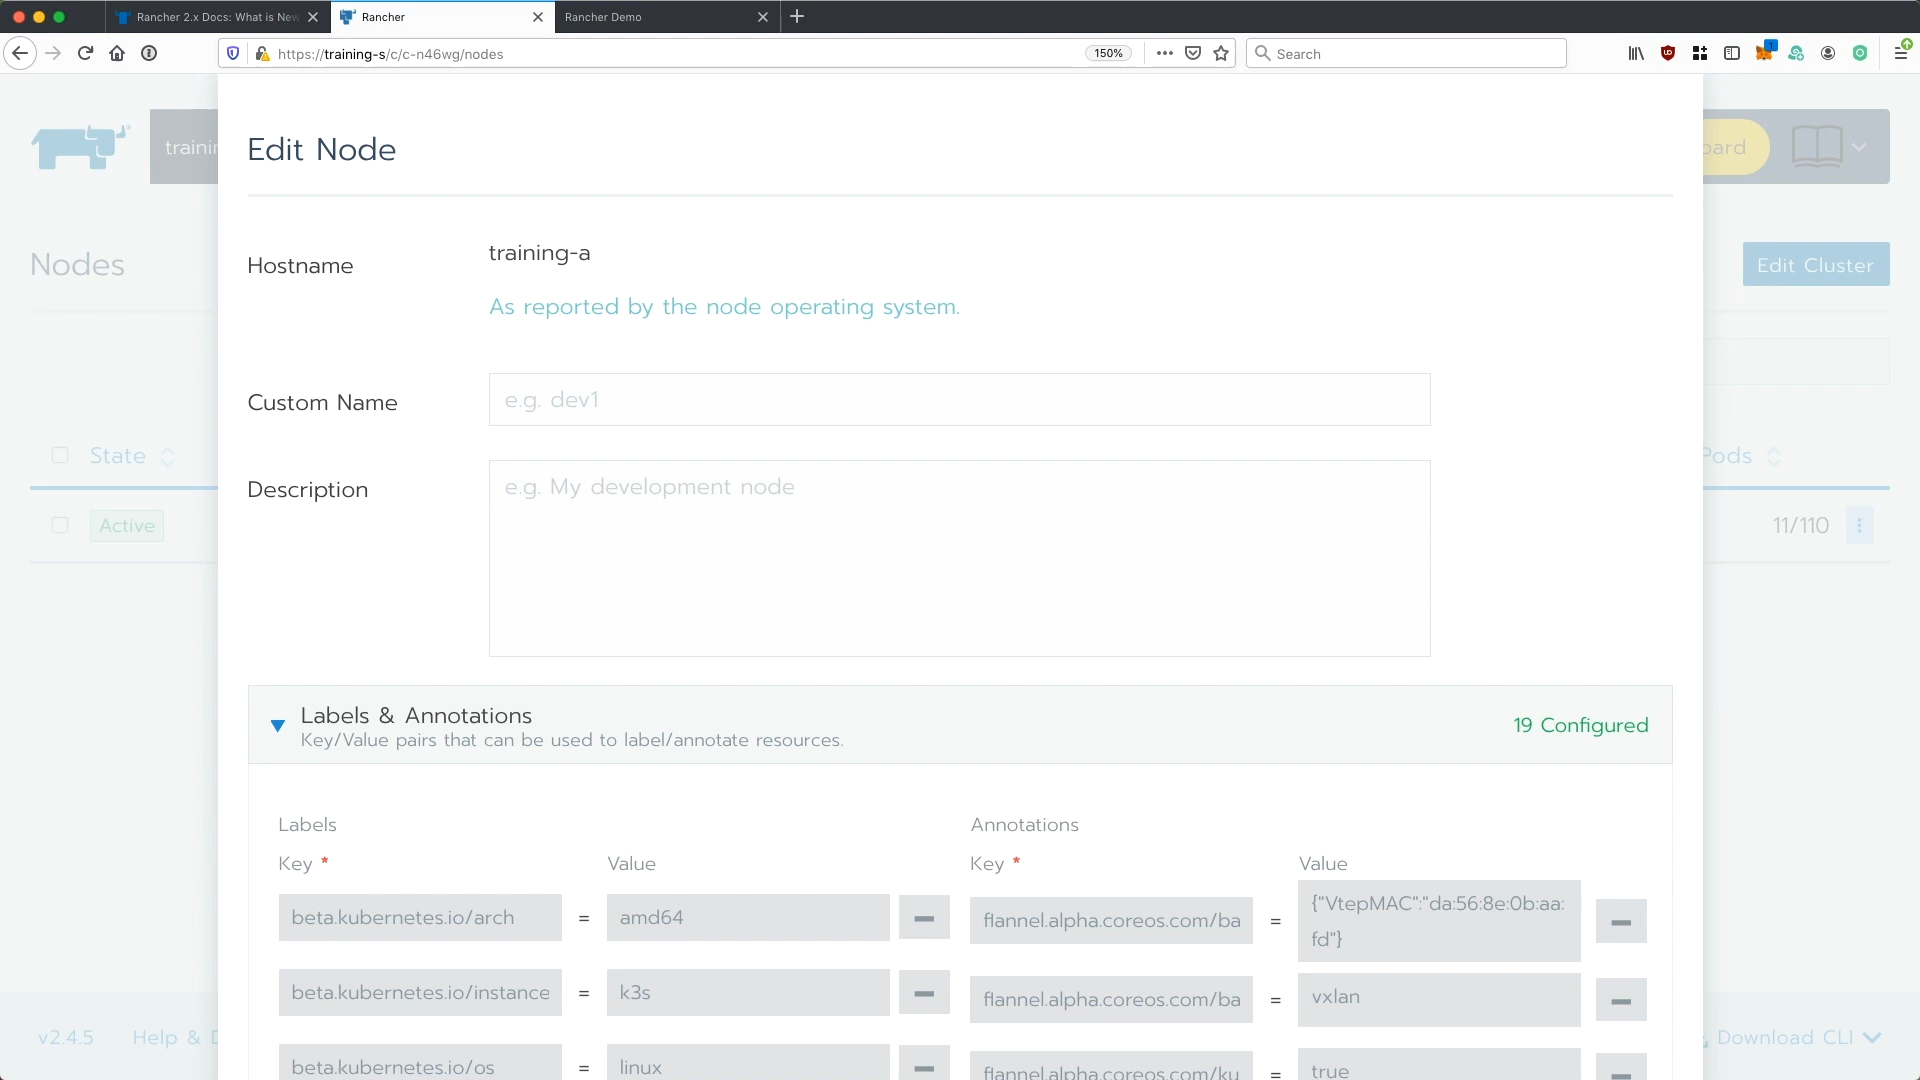 Rancher 2.x Docs: What is New
Rancher
Rancher Demo
https://training-s/c/c-n46wg/nodes
150%
Search
1
Edit Node
Nodes
Edit Cluster
Hostname
training-a
As reported by the node operating system.
Custom Name
e.g. dev1
Description
e.g. My development node
State
Pods
Active
11/110
Labels & Annotations
Key/Value pairs that can be used to label/annotate resources.
19 Configured
Labels
Annotations
Key *
Value
Key *
Value
beta.kubernetes.io/arch
=
amd64
flannel.alpha.coreos.com/ba
=
{"VtepMAC":"da:56:8e:0b:aa:
fd"}
beta.kubernetes.io/instance
=
k3s
flannel.alpha.coreos.com/ba
=
vxlan
beta.kubernetes.io/os
=
linux
flannel.alpha.coreos.com/ku
=
true
v2.4.5
Help &
Download CLI